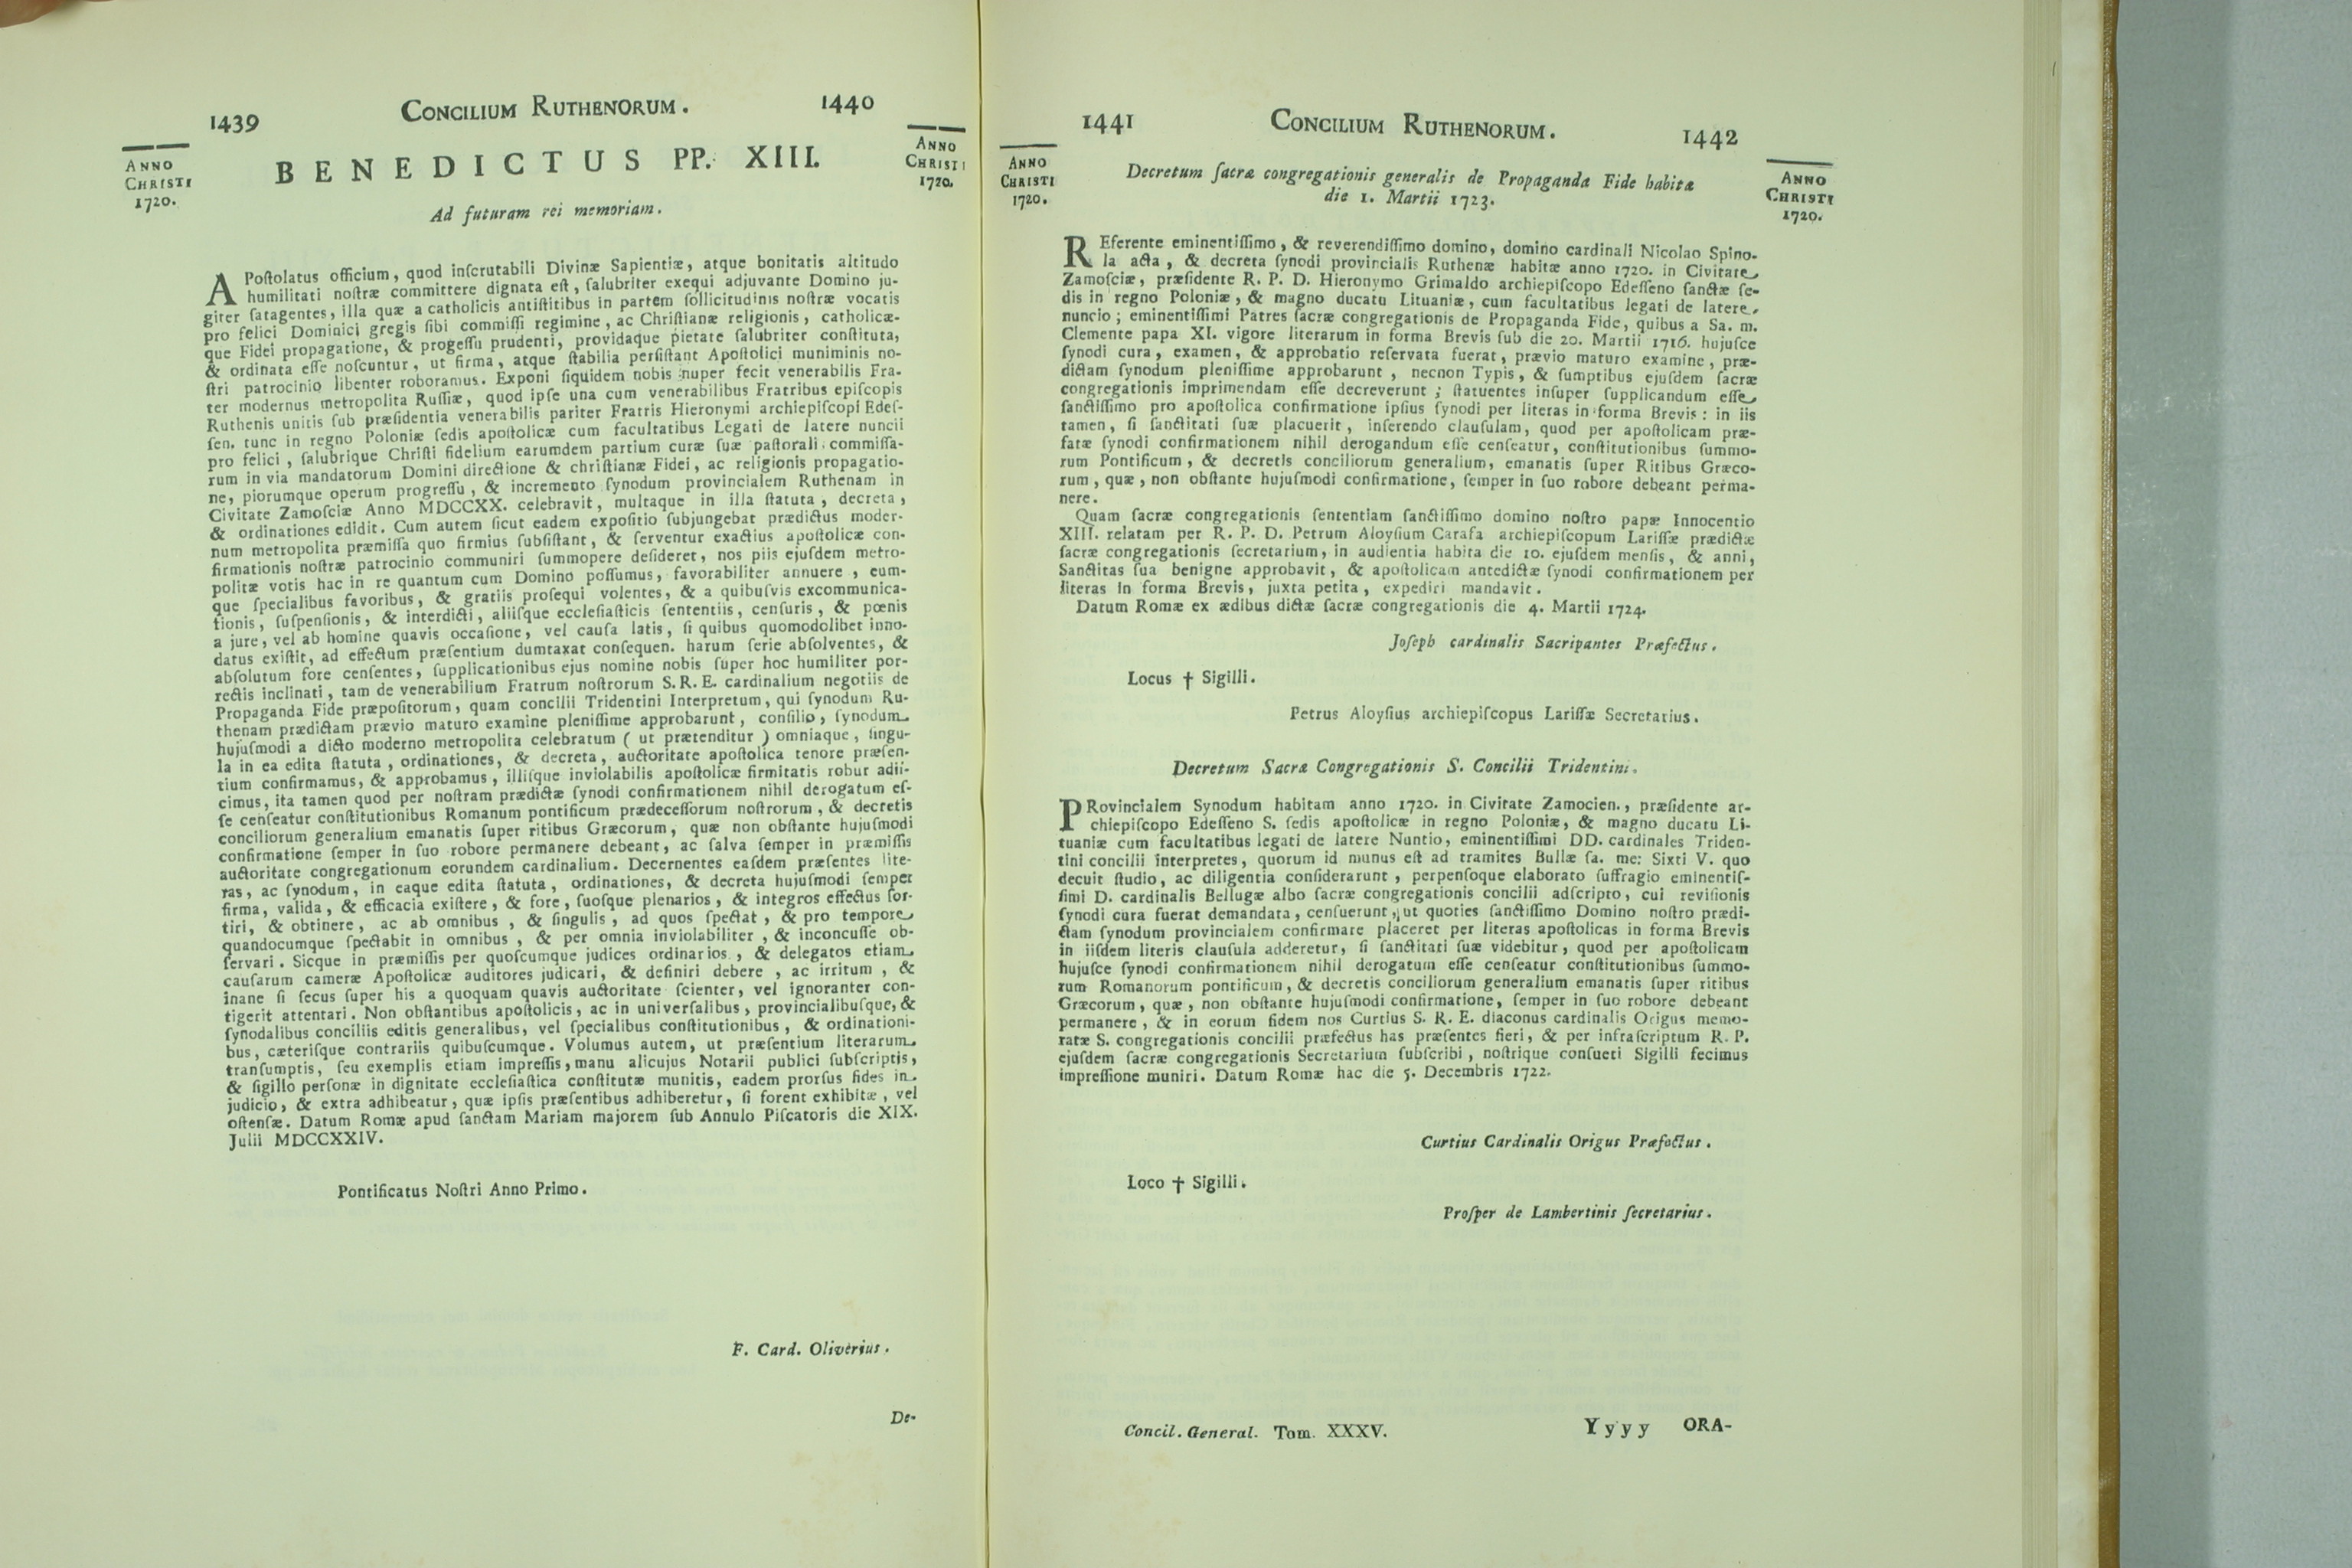 1439
CONCILIUM RUTHENORUM.
1440
ANNO
CHRISTI
1720.
ANNO
CHRISTI
1720.
BENEDICTUS PP. XIII.
Ad futuram rei memoriam.
APoſtolatus officium, quod inſcrutabili Divinæ Sapientiæ, atque bonitatis altitudo
humilitati noſtræ committere dignata eſt, ſalubriter exequi adjuvante Domino ju-
giter ſatagentes, illa quæ a catholicis antiſtitibus in partem ſollicitudinis noſtræ vocatis
pro felici Dominici gregis ſibi commiſſi regimine, ac Chriſtianæ religionis, catholicæ-
que Fidei propagatione, & progeſſu prudenti, providaque pietate ſalubriter conſtituta,
& ordinata eſſe noſcuntur, ut firma, atque ſtabilia perſiſtant Apoſtolici muniminis no-
ſtri patrocinio libenter roboramus. Exponi ſiquidem nobis nuper fecit venerabilis Fra-
ter modernus metropolita Ruſſiæ, quod ipſe una cum venerabilibus Fratribus epiſcopis
Ruthenis unitis ſub præſidentia venerabilis pariter Fratris Hieronymi archiepiſcopi Edeſ-
ſen. tunc in regno Poloniæ ſedis apoſtolicæ cum facultatibus Legati de latere nuncii
pro felici, ſalubrique Chriſti fidelium earumdem partium curæ ſuæ paſtorali commiſſa-
rum in via mandatorum Domini directione & chriſtianæ Fidei, ac religionis propagatio-
ne, piorumque operum progreſſu, & incremento ſynodum provincialem Ruthenam in
Civitate Zamoſciæ Anno MDCCXX. celebravit, multaque in illa ſtatuta, decreta,
& ordinationes edidit. Cum autem ſicut eadem expoſitio ſubjungebat prædictus moder-
num metropolita præmiſſa quo firmius ſubſiſtant, & ſerventur exactius apoſtolicæ con-
firmationis noſtræ patrocinio communiri ſummopere deſideret, nos piis ejuſdem metro-
politæ votis hac in re quantum cum Domino poſſumus, favorabiliter annuere, eum-
que ſpecialibus favoribus, & gratiis proſequi volentes, & a quibuſvis excommunica-
tionis, ſuſpenſionis, & interdicti, aliiſque eccleſiaſticis ſententiis, cenſuris, & pœnis
a jure, vel ab homine quavis occaſione, vel cauſa latis, ſi quibus quomodolibet inno-
datus exiſtit, ad effectum præſentium dumtaxat conſequen. harum ſerie abſolventes, &
abſolutum fore cenſentes, ſupplicationibus ejus nomine nobis ſuper hoc humiliter por-
rectis inclinati, tam de venerabilium Fratrum noſtrorum S. R. E. cardinalium negotiis de
Propaganda Fide præpoſitorum, quam concilii Tridentini Interpretum, qui ſynodum Ru-
thenam prædictam prævio maturo examine pleniſſime approbarunt, conſilio, ſynodum
hujuſmodi a dicto moderno metropolita celebratum ( ut prætenditur ) omniaque, ſingu-
la in ea edita ſtatuta, ordinationes, & decreta, auctoritate apoſtolica tenore præſen-
tium confirmamus, & approbamus, illiſque inviolabilis apoſtolicæ firmitatis robur adii-
cimus, ita tamen quod per noſtram prædictæ ſynodi confirmationem nihil derogatum eſ-
ſe cenſeatur conſtitutionibus Romanum pontificum prædeceſſorum noſtrorum, & decretis
conciliorum generalium emanatis ſuper ritibus Græcorum, quæ non obſtante hujuſmodi
confirmatione ſemper in ſuo robore permanere debeant, ac ſalva ſemper in præmiſſis
auctoritate congregationum eorundem cardinalium. Decernentes eaſdem præſentes lite-
ras, ac ſynodum, in eaque edita ſtatuta, ordinationes, & decreta hujuſmodi ſemper
firma, valida, & efficacia exiſtere, & fore, ſuoſque plenarios, & integros effectus ſor-
tiri, & obtinere, ac ab omnibus, & ſingulis, ad quos ſpectat, & pro tempore
quandocumque ſpectabit in omnibus, & per omnia inviolabiliter, & inconcuſſe ob-
ſervari. Sicque in præmiſſis per quoſcumque judices ordinarios, & delegatos etiam
cauſarum cameræ Apoſtolicæ auditores judicari, & definiri debere, ac irritum, &
inane ſi ſecus ſuper his a quoquam quavis auctoritate ſcienter, vel ignoranter con-
tigerit attentari. Non obſtantibus apoſtolicis, ac in univerſalibus, provincialibuſque, &
ſynodalibus conciliis editis generalibus, vel ſpecialibus conſtitutionibus, & ordinationi-
bus, cæteriſque contrariis quibuſcumque. Volumus autem, ut præſentium literarum
tranſumptis, ſeu exemplis etiam impreſſis, manu alicujus Notarii publici ſubſcriptis,
& ſigillo perſonæ in dignitate eccleſiaſtica conſtitutæ munitis, eadem prorſus fides in
judicio, & extra adhibeatur, quæ ipſis præſentibus adhiberetur, ſi forent exhibitæ, vel
oſtenſæ. Datum Romæ apud ſanctam Mariam majorem ſub Annulo Piſcatoris die XIX.
Julii MDCCXXIV.
Pontificatus Noſtri Anno Primo.
F. Card. Oliverius.
De-
1441
CONCILIUM RUTHENORUM.
1442
ANNO
CHRISTI
1720.
ANNO
CHRISTI
1720.
Decretum ſacræ congregationis generalis de Propaganda Fide habitæ
die 1. Martii 1723.
REferente eminentiſſimo, & reverendiſſimo domino, domino cardinali Nicolao Spino-
la acta, & decreta ſynodi provincialis Ruthenæ habitæ anno 1720. in Civitate
Zamoſciæ, præſidente R. P. D. Hieronymo Grimaldo archiepiſcopo Edeſſeno ſanctæ ſe-
dis in regno Poloniæ, & magno ducatu Lituaniæ, cum facultatibus legati de latere,
nuncio; eminentiſſimi Patres ſacræ congregationis de Propaganda Fide, quibus a Sa. m.
Clemente papa XI. vigore literarum in forma Brevis ſub die 20. Martii 1716. hujuſce
ſynodi cura, examen, & approbatio reſervata fuerat, prævio maturo examine, præ-
dictam ſynodum pleniſſime approbarunt, necnon Typis, & ſumptibus ejuſdem ſacræ
congregationis imprimendam eſſe decreverunt; ſtatuentes inſuper ſupplicandum eſſe
ſanctiſſimo pro apoſtolica confirmatione ipſius ſynodi per literas in forma Brevis: in iis
tamen, ſi ſanctitati ſuæ placuerit, inſerendo clauſulam, quod per apoſtolicam præ-
fatæ ſynodi confirmationem nihil derogandum eſſe cenſeatur, conſtitutionibus ſummo-
rum Pontificum, & decretis conciliorum generalium, emanatis ſuper Ritibus Græco-
rum, quæ, non obſtante hujuſmodi confirmatione, ſemper in ſuo robore debeant perma-
nere.
Quam ſacræ congregationis ſententiam ſanctiſſimo domino noſtro papæ Innocentio
XIII. relatam per R. P. D. Petrum Aloyſium Carafa archiepiſcopum Lariſſæ prædictæ
ſacræ congregationis ſecretarium, in audientia habita die 10. ejuſdem menſis, & anni,
Sanctitas ſua benigne approbavit, & apoſtolicam antedictæ ſynodi confirmationem per
literas in forma Brevis, juxta petita, expediri mandavit.
Datum Romæ ex ædibus dictæ ſacræ congregationis die 4. Martii 1724.
Joſeph cardinalis Sacripantes Præfectus.
Locus † Sigilli.
Petrus Aloyſius archiepiſcopus Lariſſæ Secretarius.
Decretum Sacræ Congregationis S. Concilii Tridentini.
PRovincialem Synodum habitam anno 1720. in Civitate Zamocien., præſidente ar-
chiepiſcopo Edeſſeno S. ſedis apoſtolicæ in regno Poloniæ, & magno ducatu Li-
tuaniæ cum facultatibus legati de latere Nuntio, eminentiſſimi DD. cardinales Triden-
tini concilii interpretes, quorum id munus eſt ad tramites Bullæ ſa. me: Sixti V. quo
decuit ſtudio, ac diligentia conſiderarunt, perpenſoque elaborato ſuffragio eminentiſ-
ſimi D. cardinalis Bellugæ albo ſacræ congregationis concilii adſcripto, cui reviſionis
ſynodi cura fuerat demandata, cenſuerunt, ut quoties ſanctiſſimo Domino noſtro prædi-
ctam ſynodum provincialem confirmare placeret per literas apoſtolicas in forma Brevis
in iiſdem literis clauſula adderetur, ſi ſanctitati ſuæ videbitur, quod per apoſtolicam
hujuſce ſynodi confirmationem nihil derogatum eſſe cenſeatur conſtitutionibus ſummo-
rum Romanorum pontificum, & decretis conciliorum generalium emanatis ſuper ritibus
Græcorum, quæ, non obſtante hujuſmodi confirmatione, ſemper in ſuo robore debeant
permanere, & in eorum fidem nos Curtius S. R. E. diaconus cardinalis Origus memo-
ratæ S. congregationis concilii præfectus has præſentes fieri, & per infraſcriptum R. P.
ejuſdem ſacræ congregationis Secretarium ſubſcribi, noſtrique conſueti Sigilli fecimus
impreſſione muniri. Datum Romæ hac die 5. Decembris 1722.
Curtius Cardinalis Origus Præfectus.
Loco † Sigilli.
Proſper de Lambertinis ſecretarius.
Concil. General. Tom. XXXV.
Yyyy
ORA-